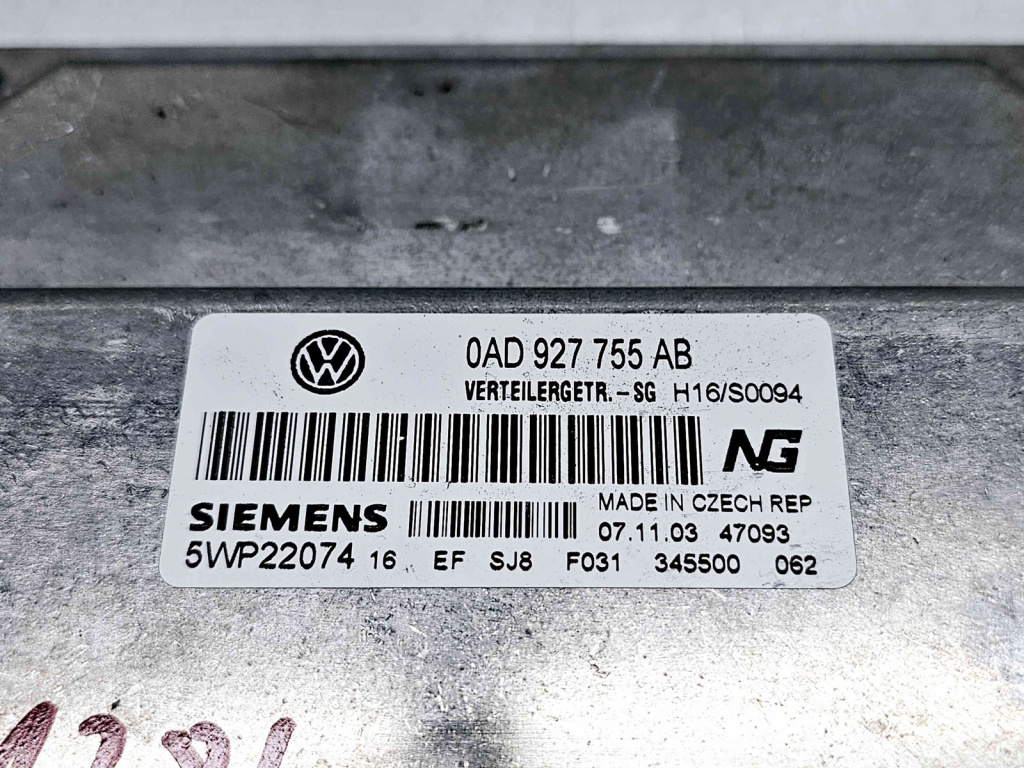 0AD 927 755 AB
VERTEILERGETR.-SG H16/S0094
NG
MADE IN CZECH REP
SIEMENS
07.11.03 47093
5WP22074 16 EF SJ8 F031 345500 062